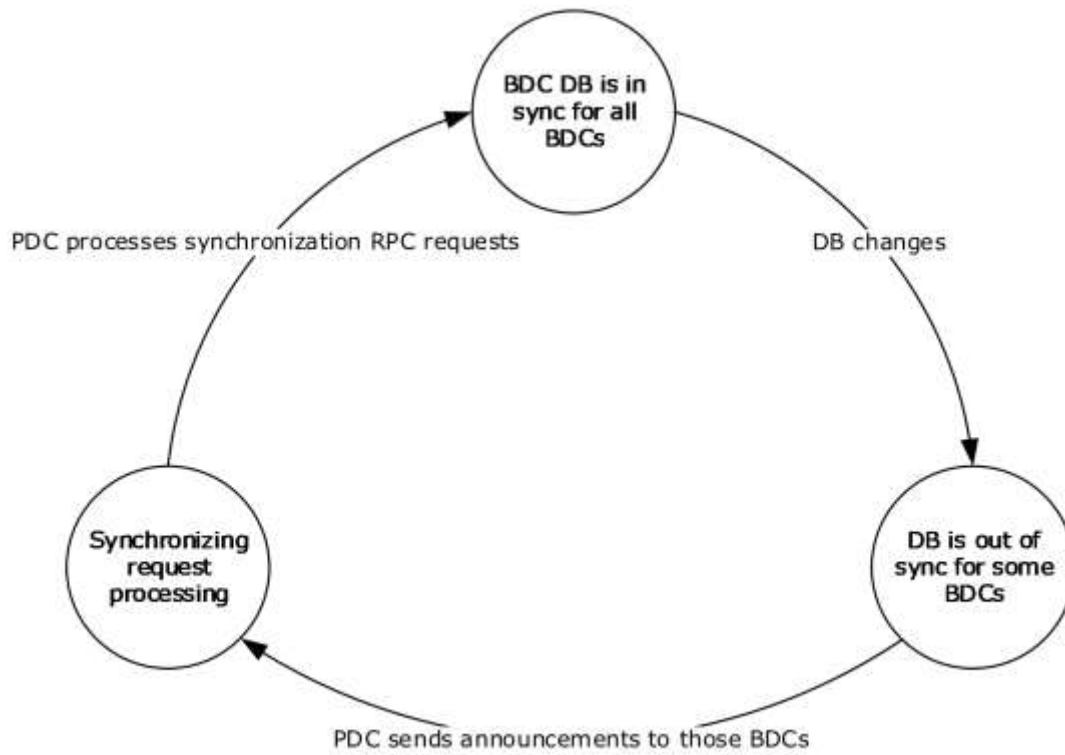 BDC DB is in
sync for all
BDCs
PDC processes synchronization RPC requests
DB changes
Synchronizing
request
processing
DB is out of
sync for some
BDCs
PDC sends announcements to those BDCs